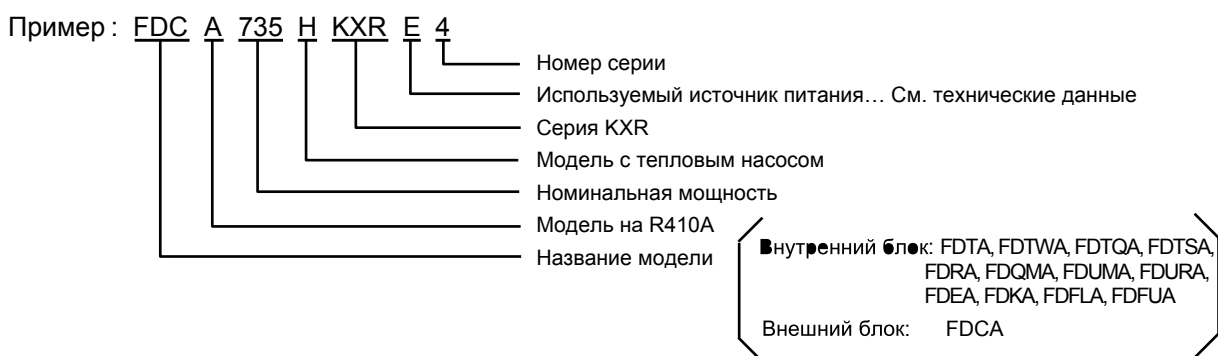 Пример : FDC A 735 H KXR E 4
Номер серии
Используемый источник питания… См. технические данные
Серия KXR
Модель с тепловым насосом
Номинальная мощность
Модель на R410A
Название модели
Внутренний блок: FDTA, FDTWA, FDTQA, FDTSA,
FDRA, FDQMA, FDUMA, FDURA,
FDEA, FDKA, FDFLA, FDFUA
Внешний блок: FDCA